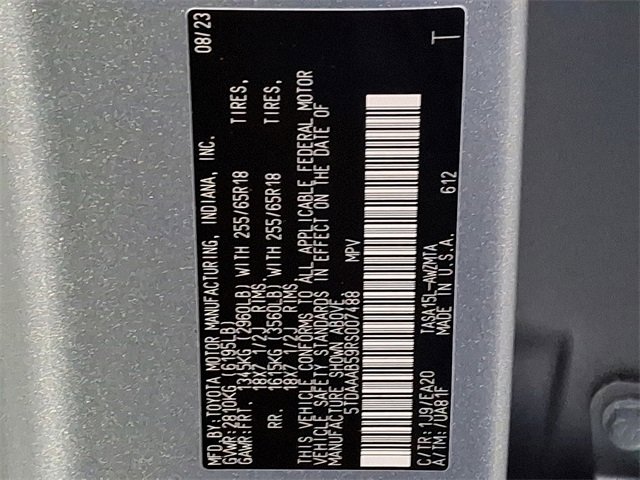 MFD.BY:TOYOTA MOTOR MANUFACTURING, INDIANA, INC. 08/23
GVWR:2810KG (6195LB)
GAWR:FRT. 1345KG (2960LB) WITH 255/65R18 TIRES,
18X7 1/2J RIMS,
RR. 1615KG (3560LB) WITH 255/65R18 TIRES,
18X7 1/2J RIMS
THIS VEHICLE CONFORMS TO ALL APPLICABLE FEDERAL MOTOR
VEHICLE SAFETY STANDARDS IN EFFECT ON THE DATE OF
MANUFACTURE SHOWN ABOVE.
5TDAAAB59RS007488 MPV
C/TR:1J9/EA20 TASA15L-AWZMTA 612
A/TM:/UA81F MADE IN U.S.A. T